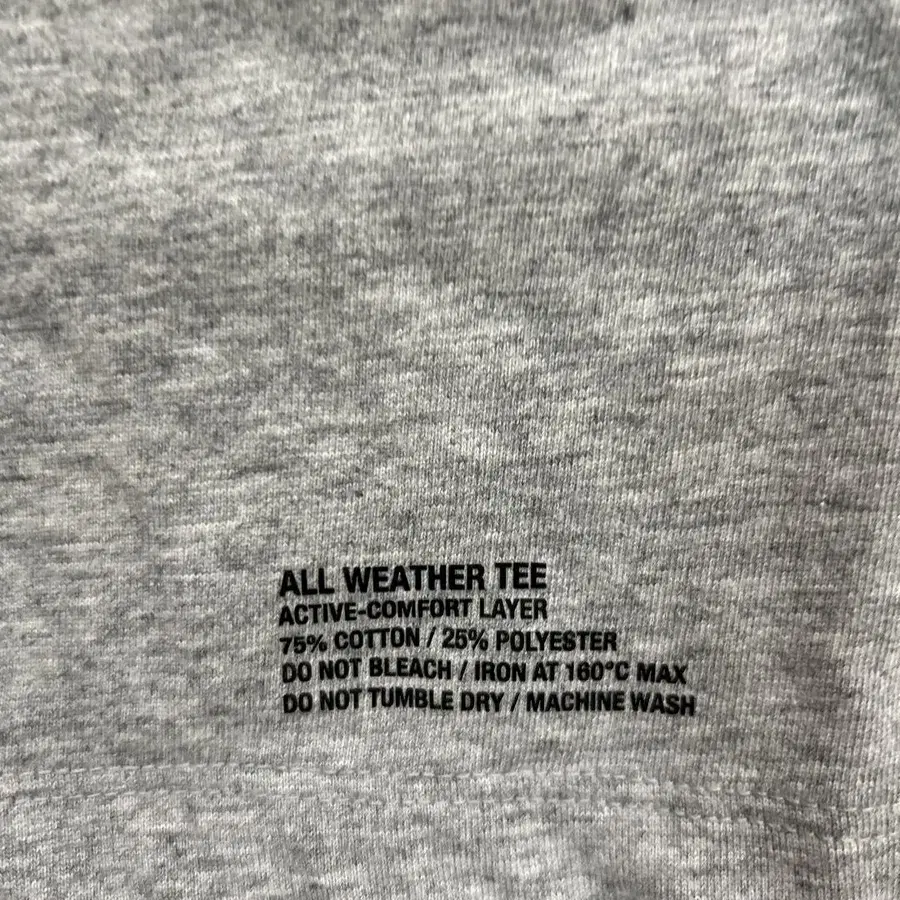 ALL WEATHER TEE
ACTIVE-COMFORT LAYER
75% COTTON / 25% POLYESTER
DO NOT BLEACH / IRON AT 160°C MAX
DO NOT TUMBLE DRY / MACHINE WASH